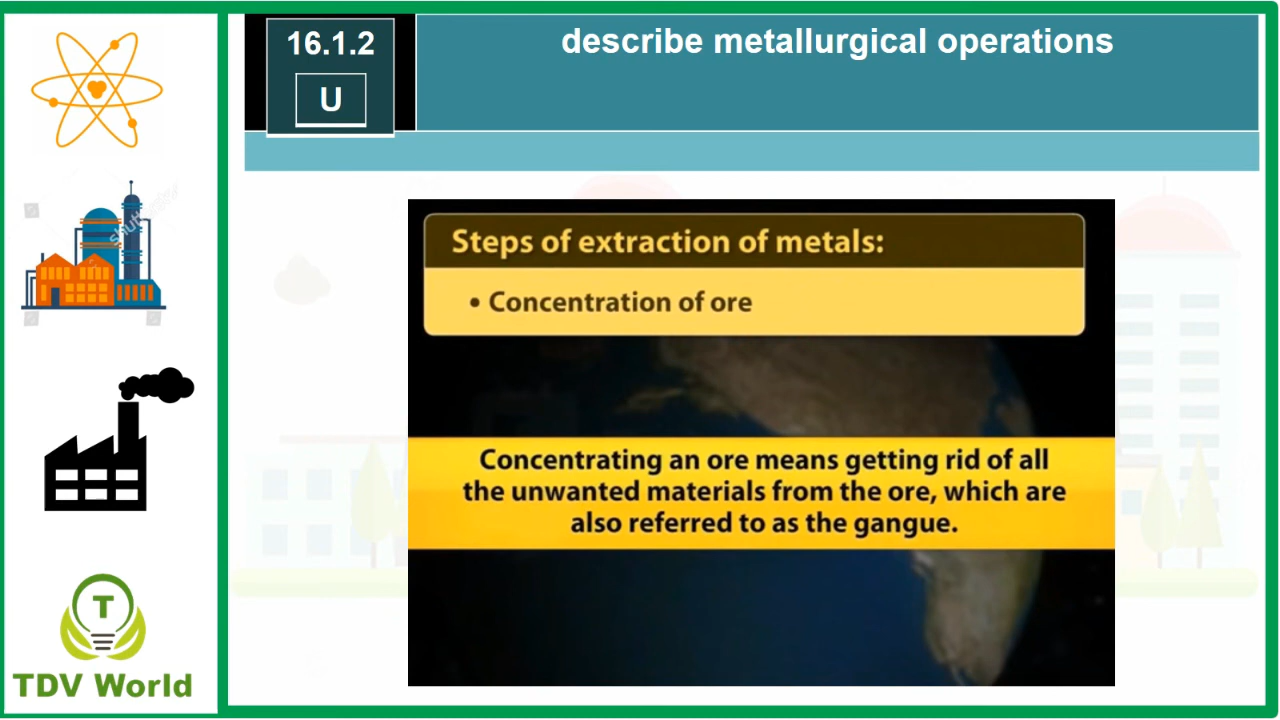 16.1.2
U
describe metallurgical operations
Steps of extraction of metals:
• Concentration of ore
Concentrating an ore means getting rid of all
the unwanted materials from the ore, which are
also referred to as the gangue.
T
TDV World